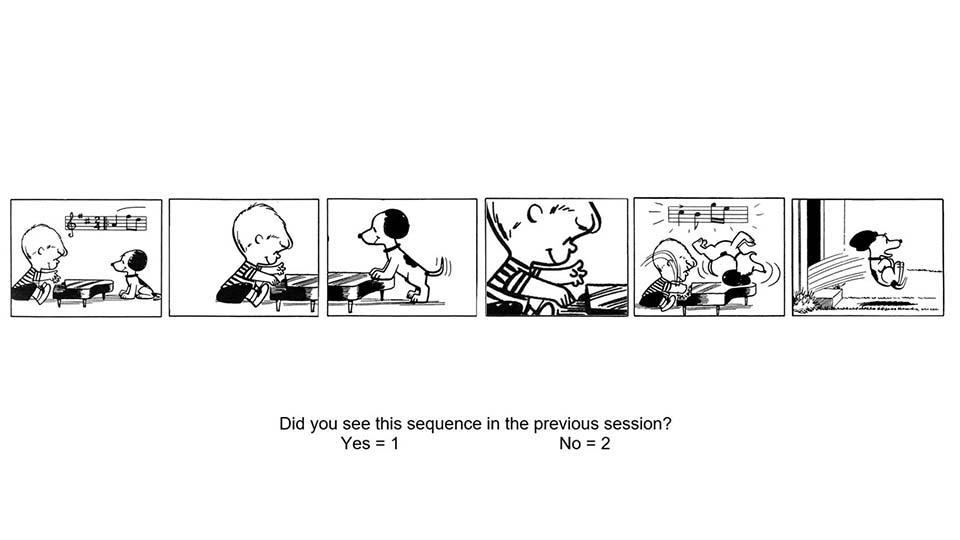 Did you see this sequence in the previous session?
Yes = 1 No = 2